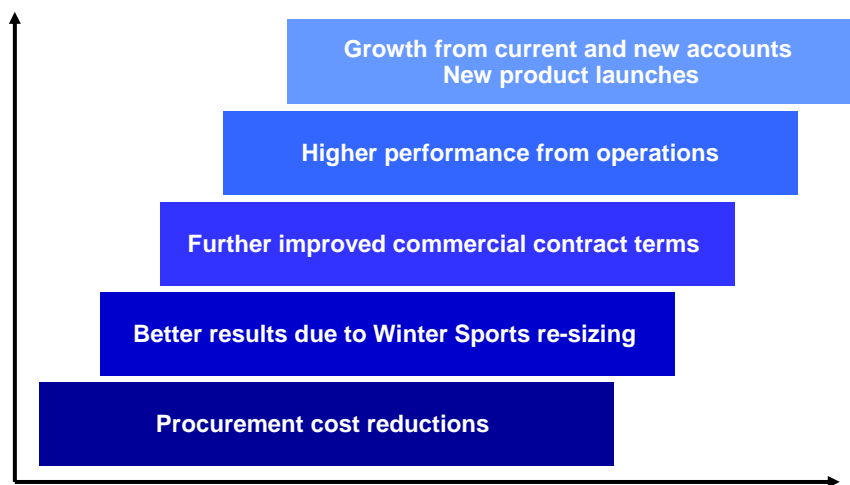 Growth from current and new accounts
New product launches
Higher performance from operations
Further improved commercial contract terms
Better results due to Winter Sports re-sizing
Procurement cost reductions